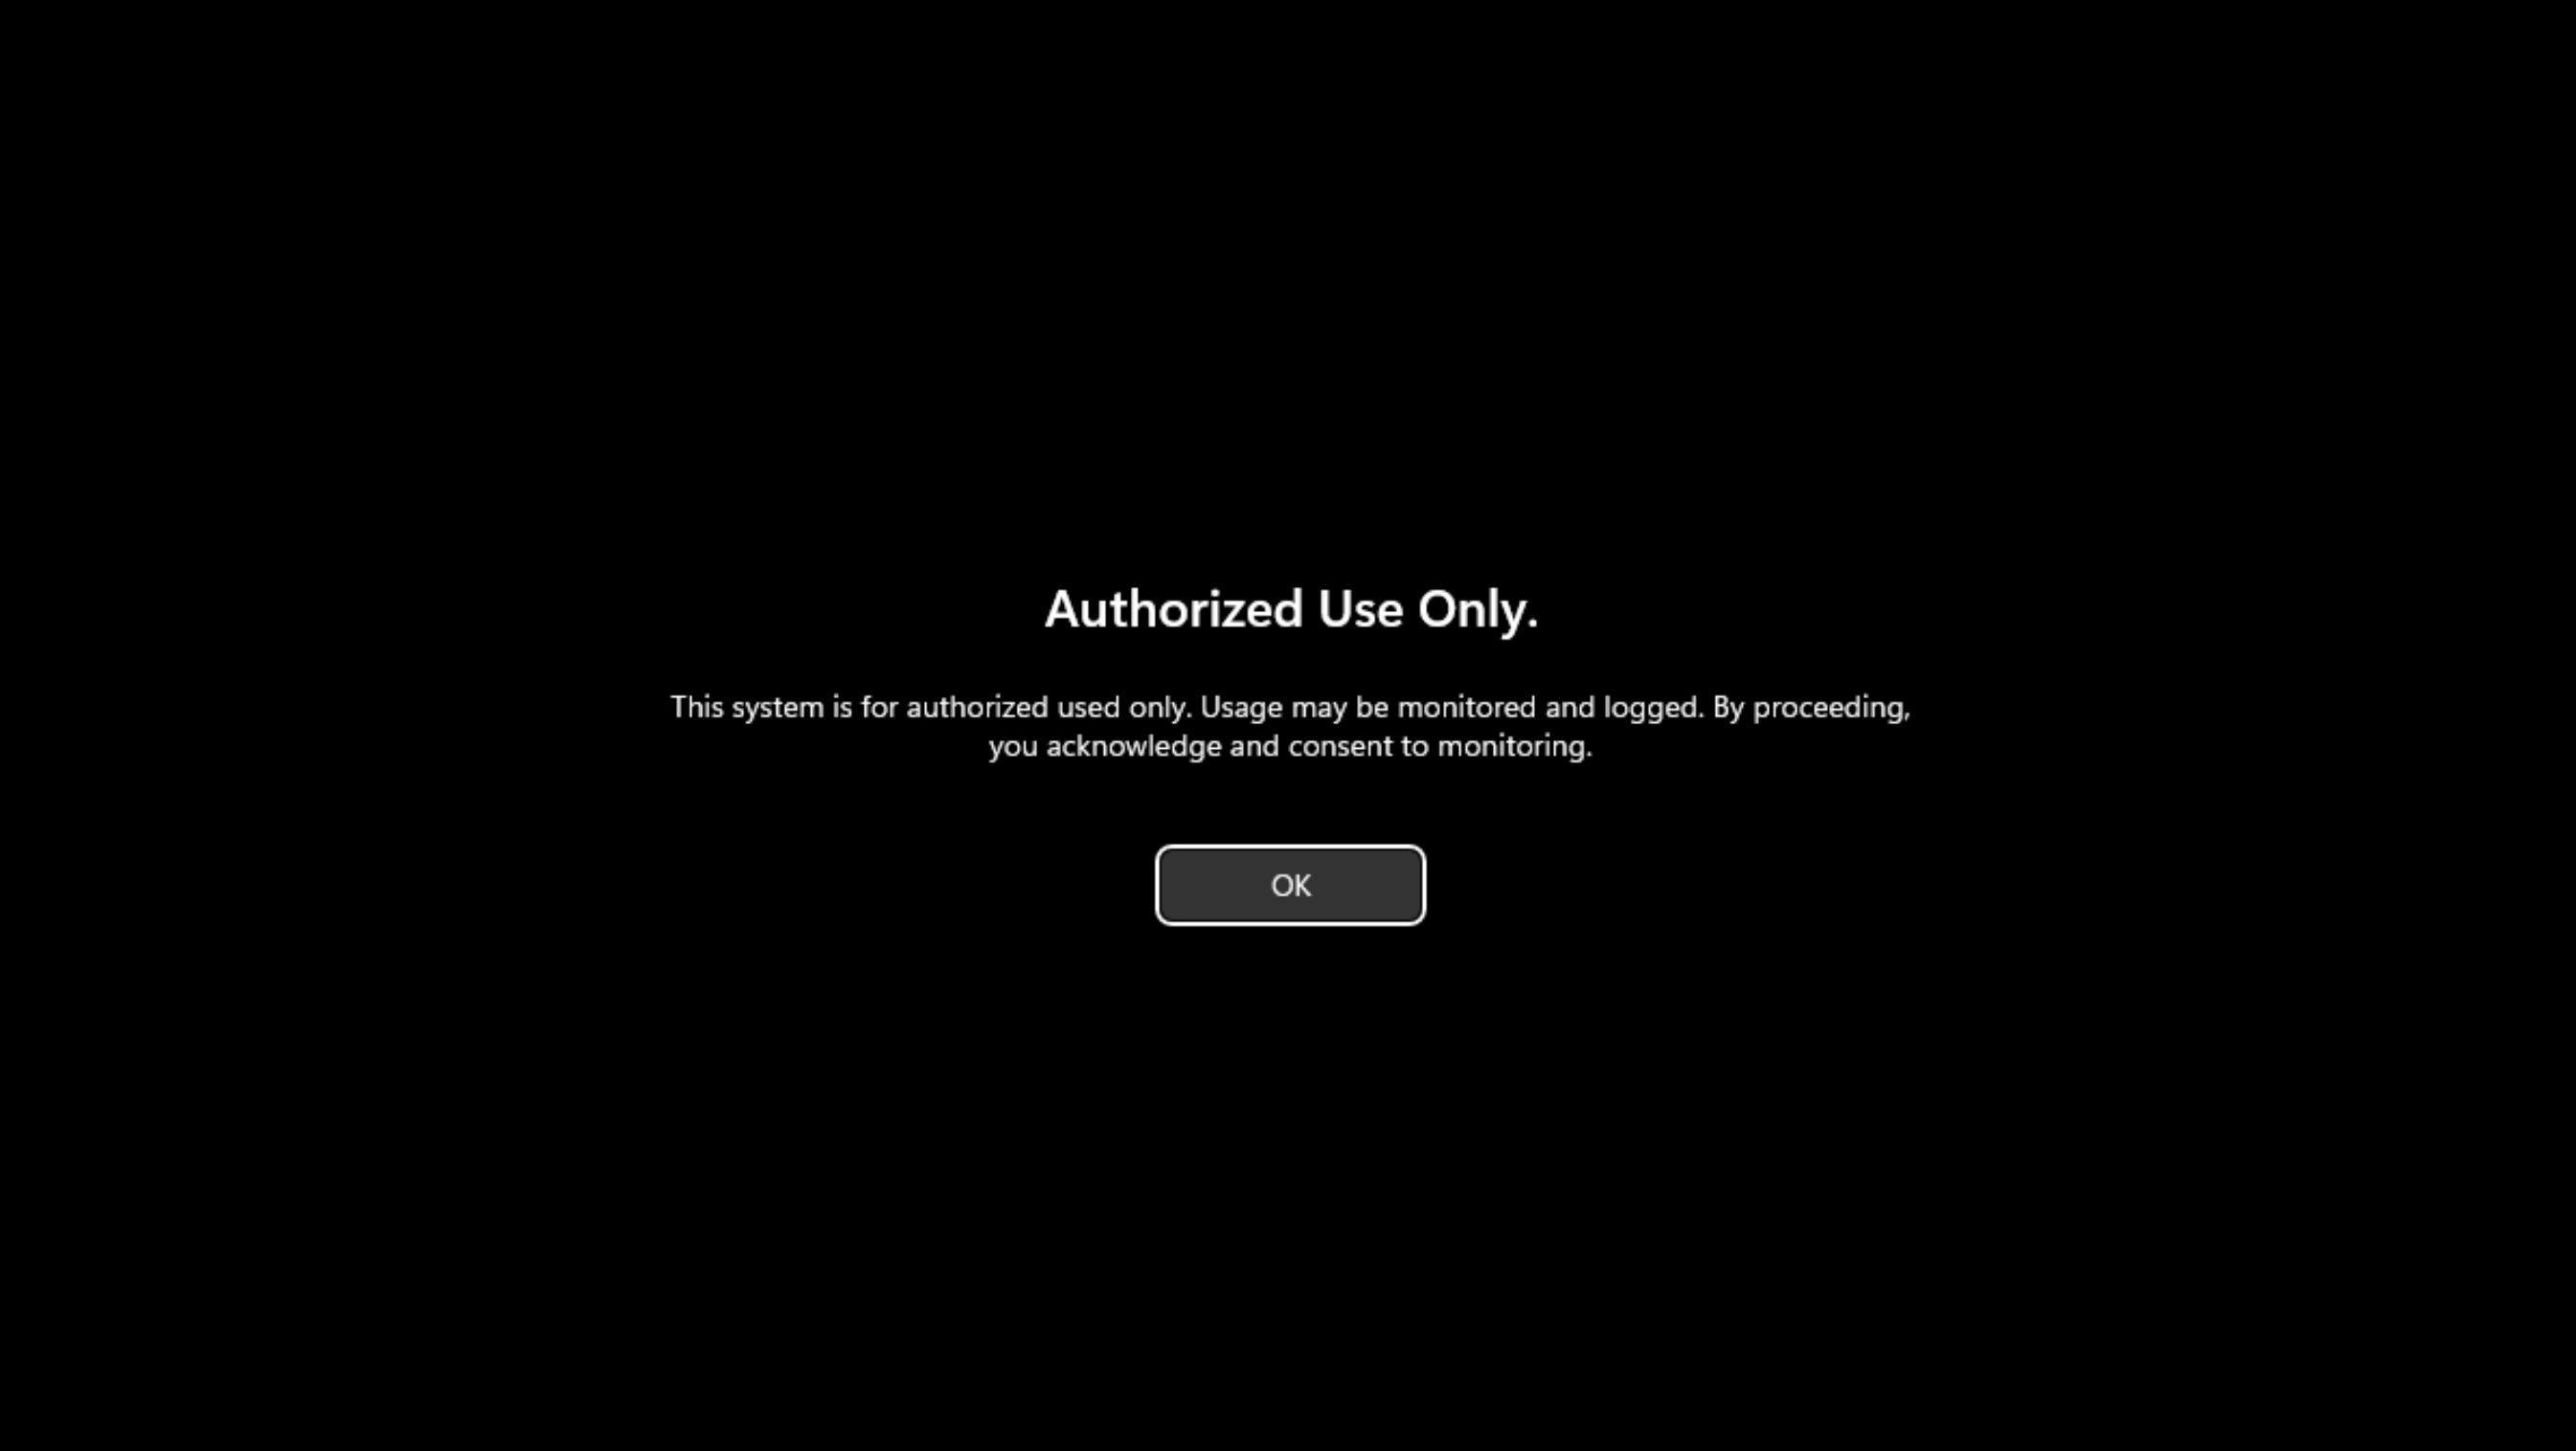 Authorized Use Only.
This system is for authorized used only. Usage may be monitored and logged. By proceeding,
you acknowledge and consent to monitoring.
OK